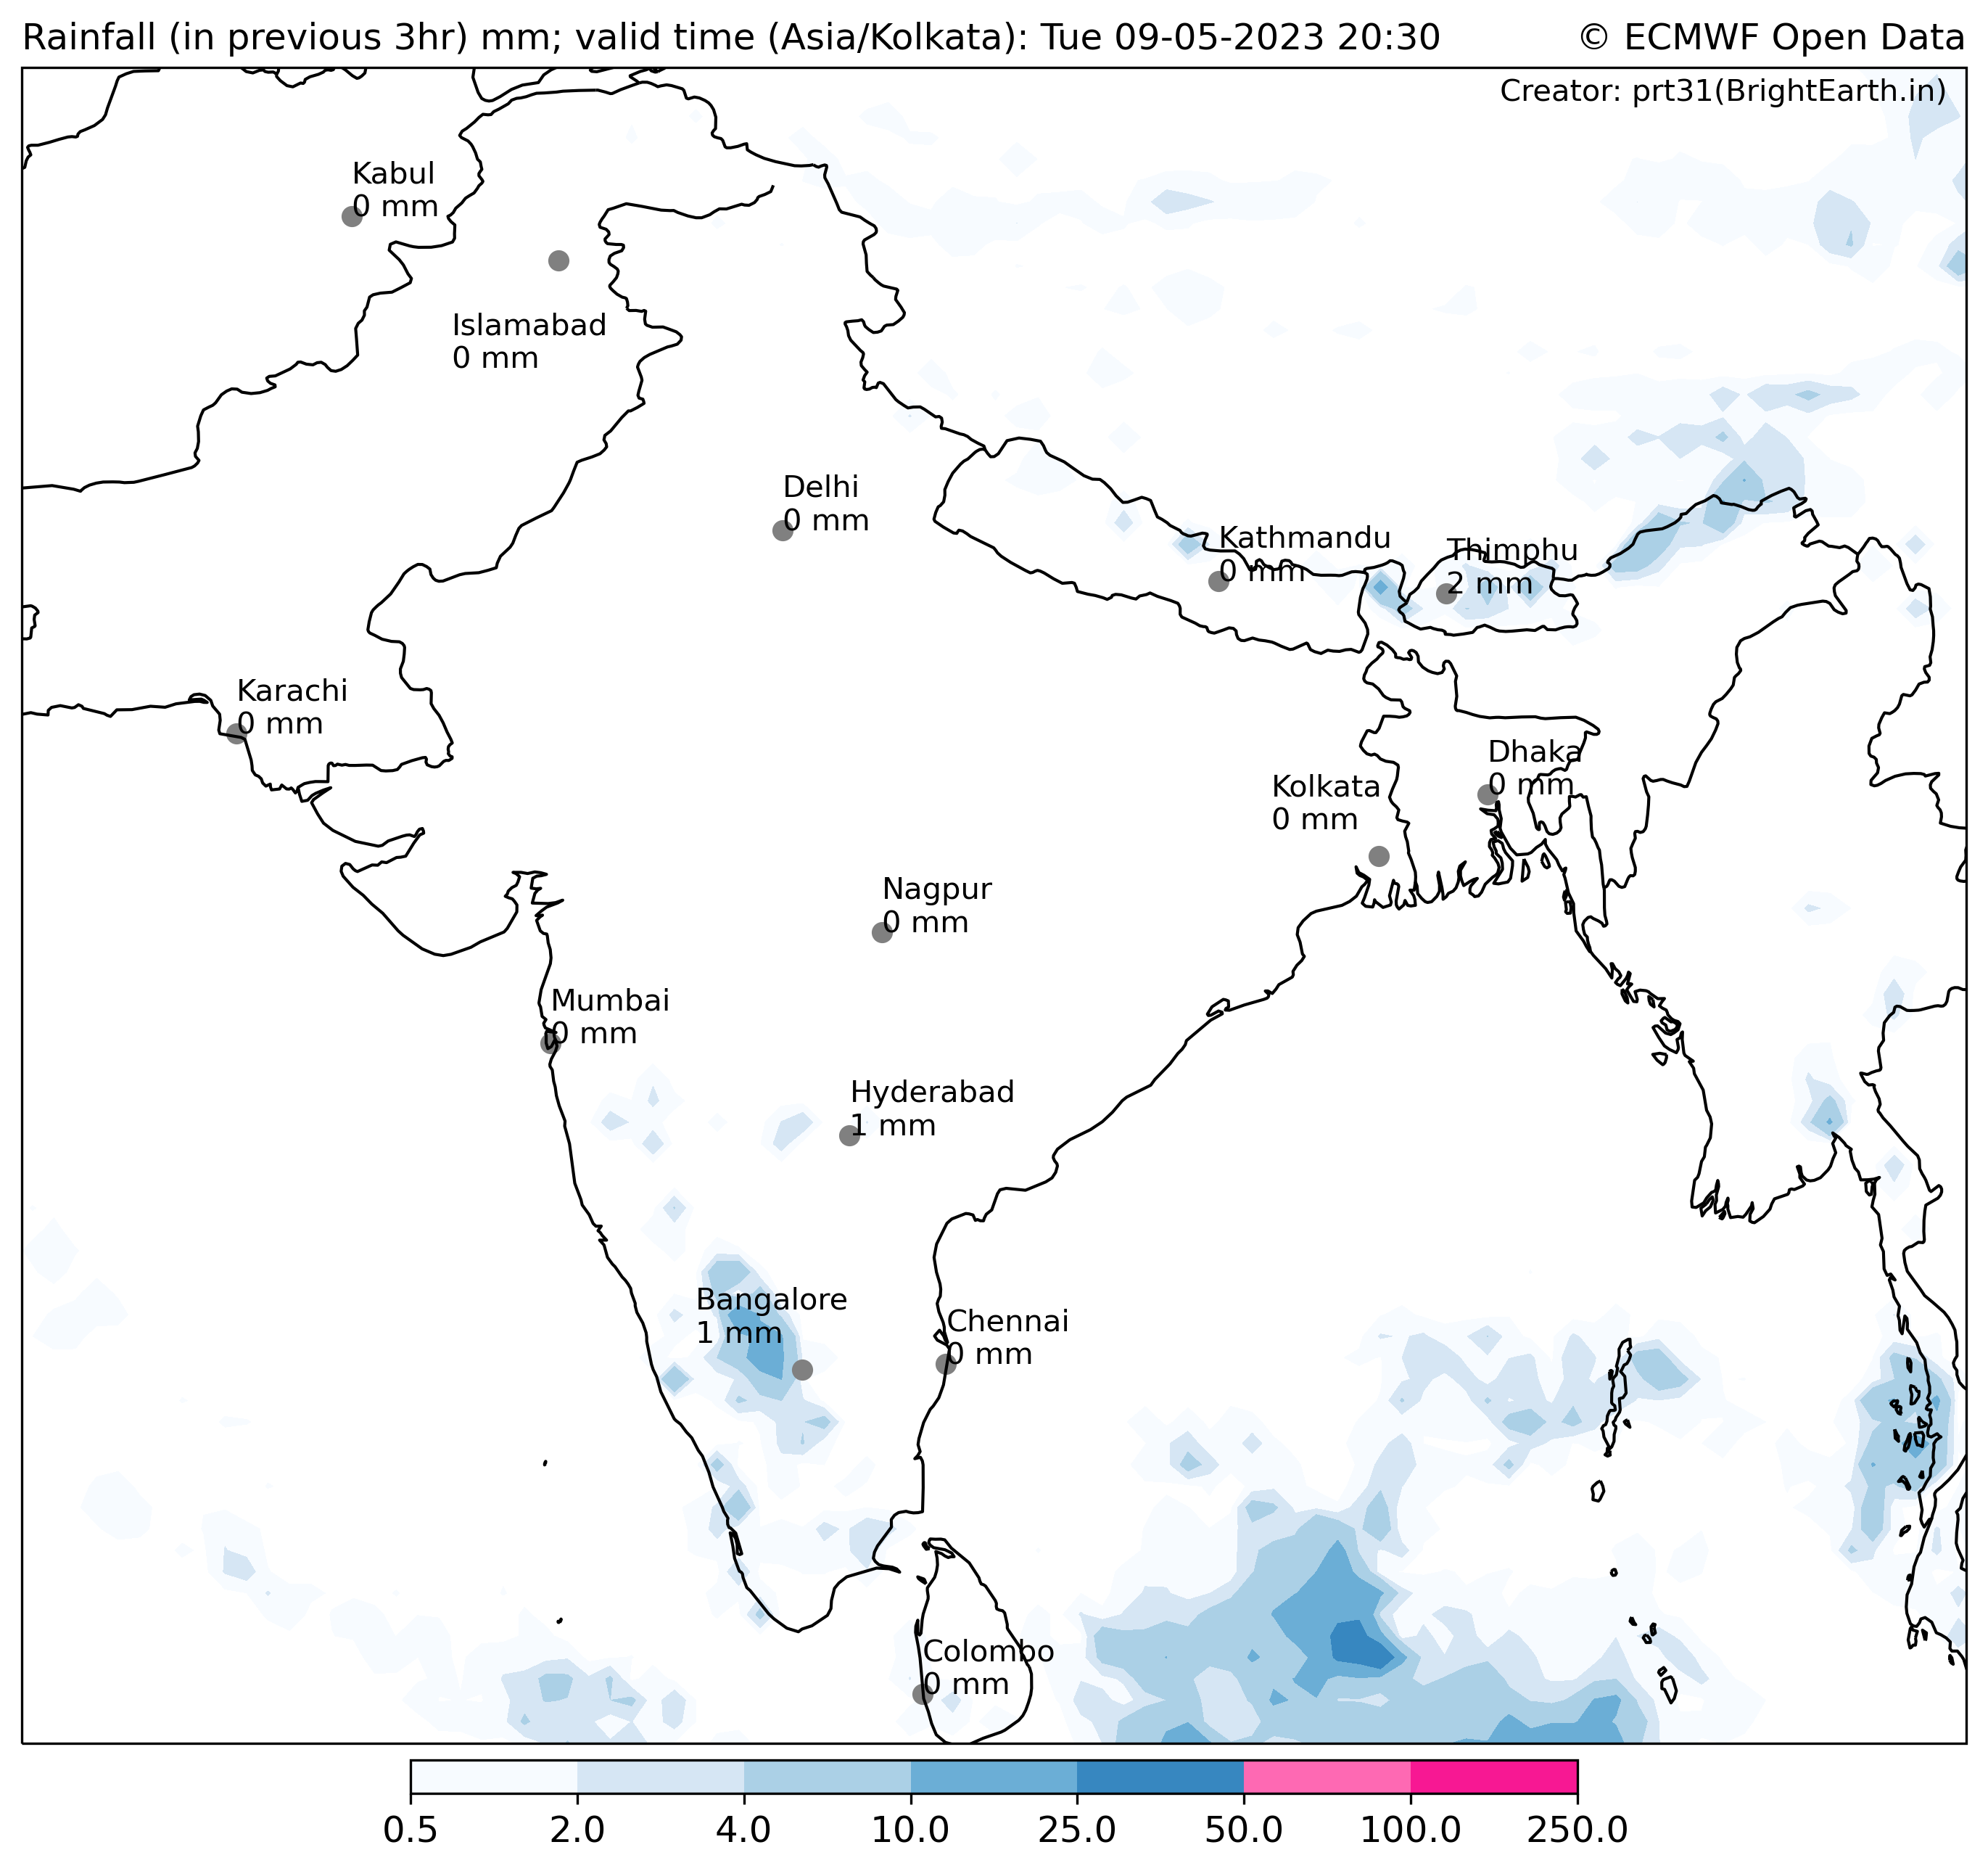 Rainfall (in previous 3hr) mm; valid time (Asia/Kolkata): Tue 09-05-2023 20:30
© ECMWF Open Data
Creator: prt31(BrightEarth.in)
Kabul
0 mm
Islamabad
0 mm
Delhi
0 mm
Kathmandu
0 mm
Thimphu
2 mm
Karachi
0 mm
Dhaka
0 mm
Kolkata
0 mm
Nagpur
0 mm
Mumbai
0 mm
Hyderabad
1 mm
Bangalore
1 mm
Chennai
0 mm
Colombo
0 mm
0.5 2.0 4.0 10.0 25.0 50.0 100.0 250.0